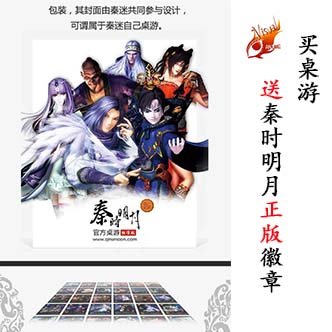 包装，其封面由秦迷共同参与设计，
可谓属于秦迷自己桌游。
秦时明月
官方桌游
www.qinsmoon.com
买桌游
送秦时明月正版徽章